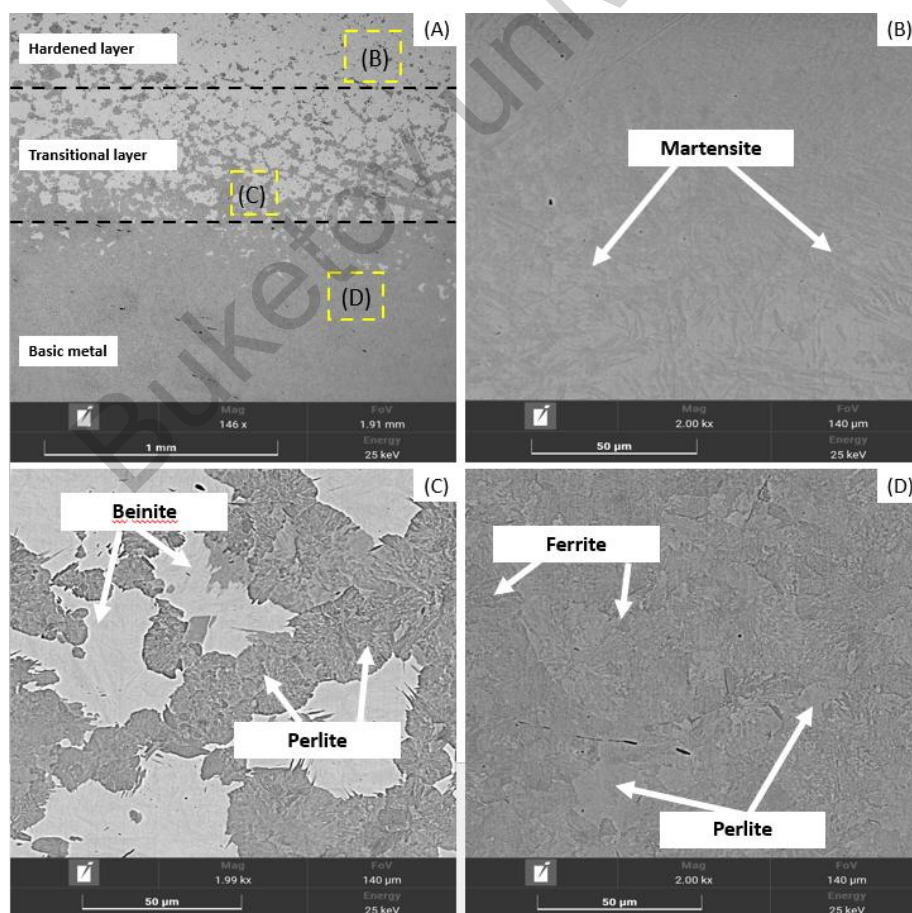 (A)
Hardened layer
(B)
Transitional layer
(C)
(D)
Basic metal
Mag
146 x
FoV
1.91 mm
1 mm
Energy
25 keV
(B)
Martensite
Mag
2.00 kx
FoV
140 µm
50 µm
Energy
25 keV
(C)
Beinite
Perlite
Mag
1.99 kx
FoV
140 µm
50 µm
Energy
25 keV
(D)
Ferrite
Perlite
Mag
2.00 kx
FoV
140 µm
50 µm
Energy
25 keV
Buketov